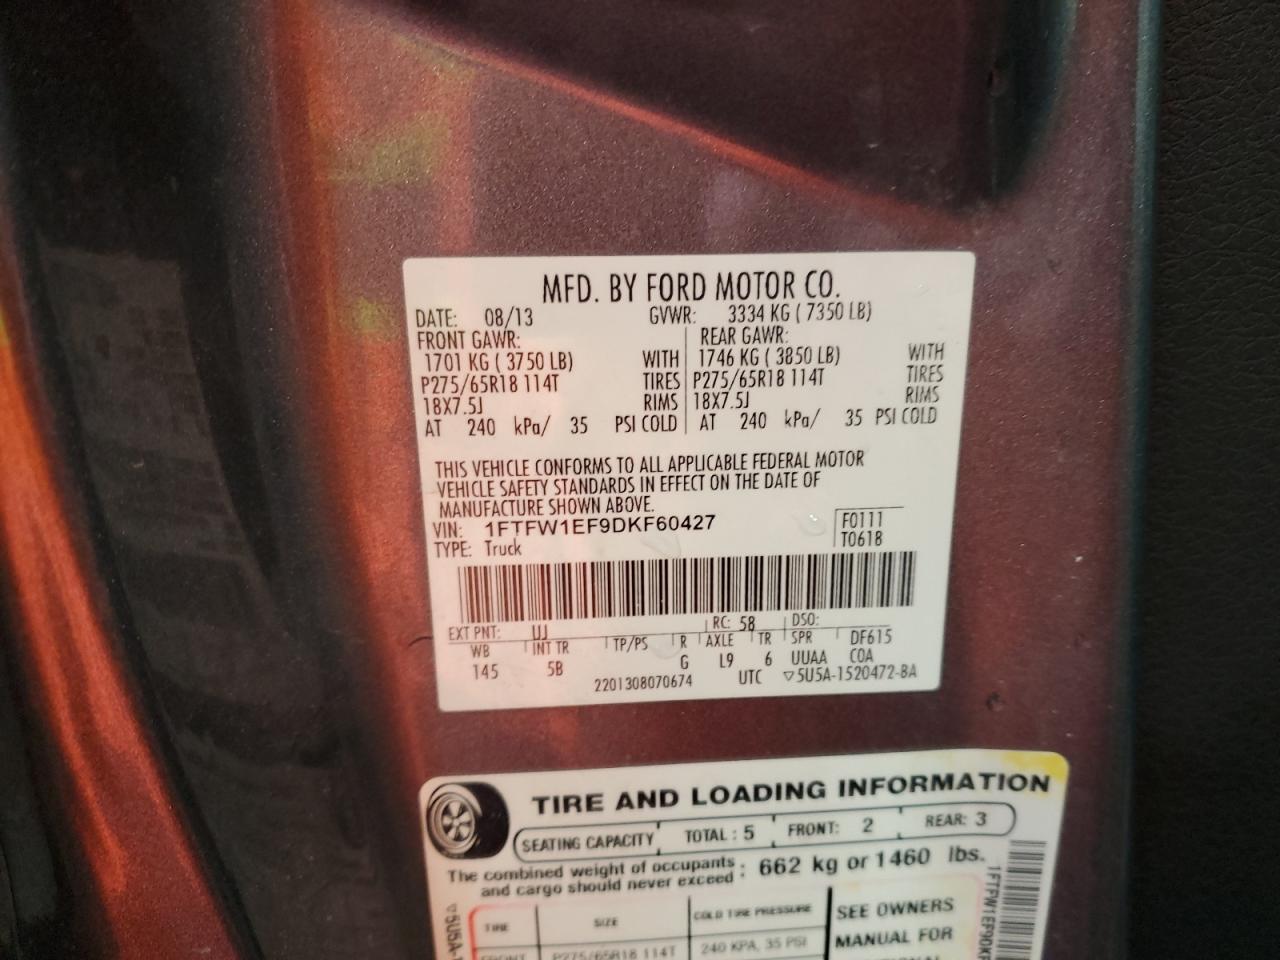 MFD. BY FORD MOTOR CO.
DATE: 08/13 GVWR: 3334 KG ( 7350 LB)
FRONT GAWR: REAR GAWR:
1701 KG ( 3750 LB) WITH 1746 KG ( 3850 LB) WITH
P275/65R18 114T TIRES P275/65R18 114T TIRES
18X7.5J RIMS 18X7.5J RIMS
AT 240 kPa/ 35 PSI COLD AT 240 kPa/ 35 PSI COLD
THIS VEHICLE CONFORMS TO ALL APPLICABLE FEDERAL MOTOR
VEHICLE SAFETY STANDARDS IN EFFECT ON THE DATE OF
MANUFACTURE SHOWN ABOVE.
VIN: 1FTFW1EF9DKF60427 F0111
TYPE: Truck T0618
EXT PNT: UJ RC: 58 DSO:
WB INT TR TP/PS R AXLE TR SPR DF615
145 5B G L9 6 UUAA COA
2201308070674 UTC ▽5U5A-1520472-BA
TIRE AND LOADING INFORMATION
SEATING CAPACITY TOTAL : 5 FRONT: 2 REAR: 3
The combined weight of occupants : 662 kg or 1460 lbs.
and cargo should never exceed
TIRE SIZE COLD TIRE PRESSURE SEE OWNERS
FRONT P275/65R18 114T 240 KPA, 35 PSI MANUAL FOR
▽5U5A-
1FTFW1EF9DKF